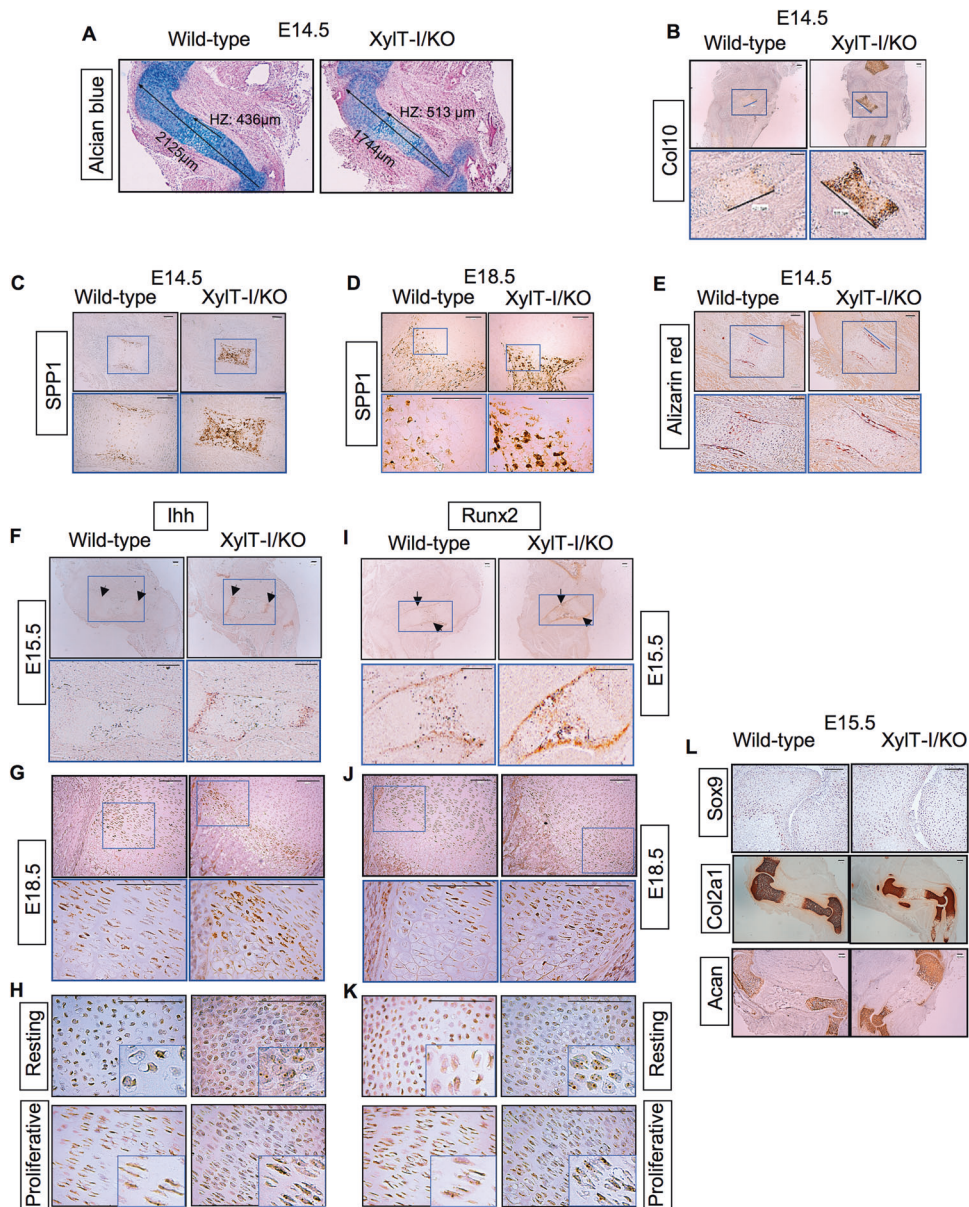 A
E14.5
Wild-type
XylT-I/KO
Alcian blue
HZ: 436µm
2125µm
HZ: 513 µm
1744µm
B
E14.5
Wild-type
XylT-I/KO
Col10
C
E14.5
Wild-type
XylT-I/KO
SPP1
D
E18.5
Wild-type
XylT-I/KO
SPP1
E
E14.5
Wild-type
XylT-I/KO
Alizarin red
Ihh
F
Wild-type
XylT-I/KO
E15.5
G
E18.5
H
Resting
Proliferative
Runx2
I
Wild-type
XylT-I/KO
E15.5
J
E18.5
K
Resting
Proliferative
L
E15.5
Wild-type
XylT-I/KO
Sox9
Col2a1
Acan